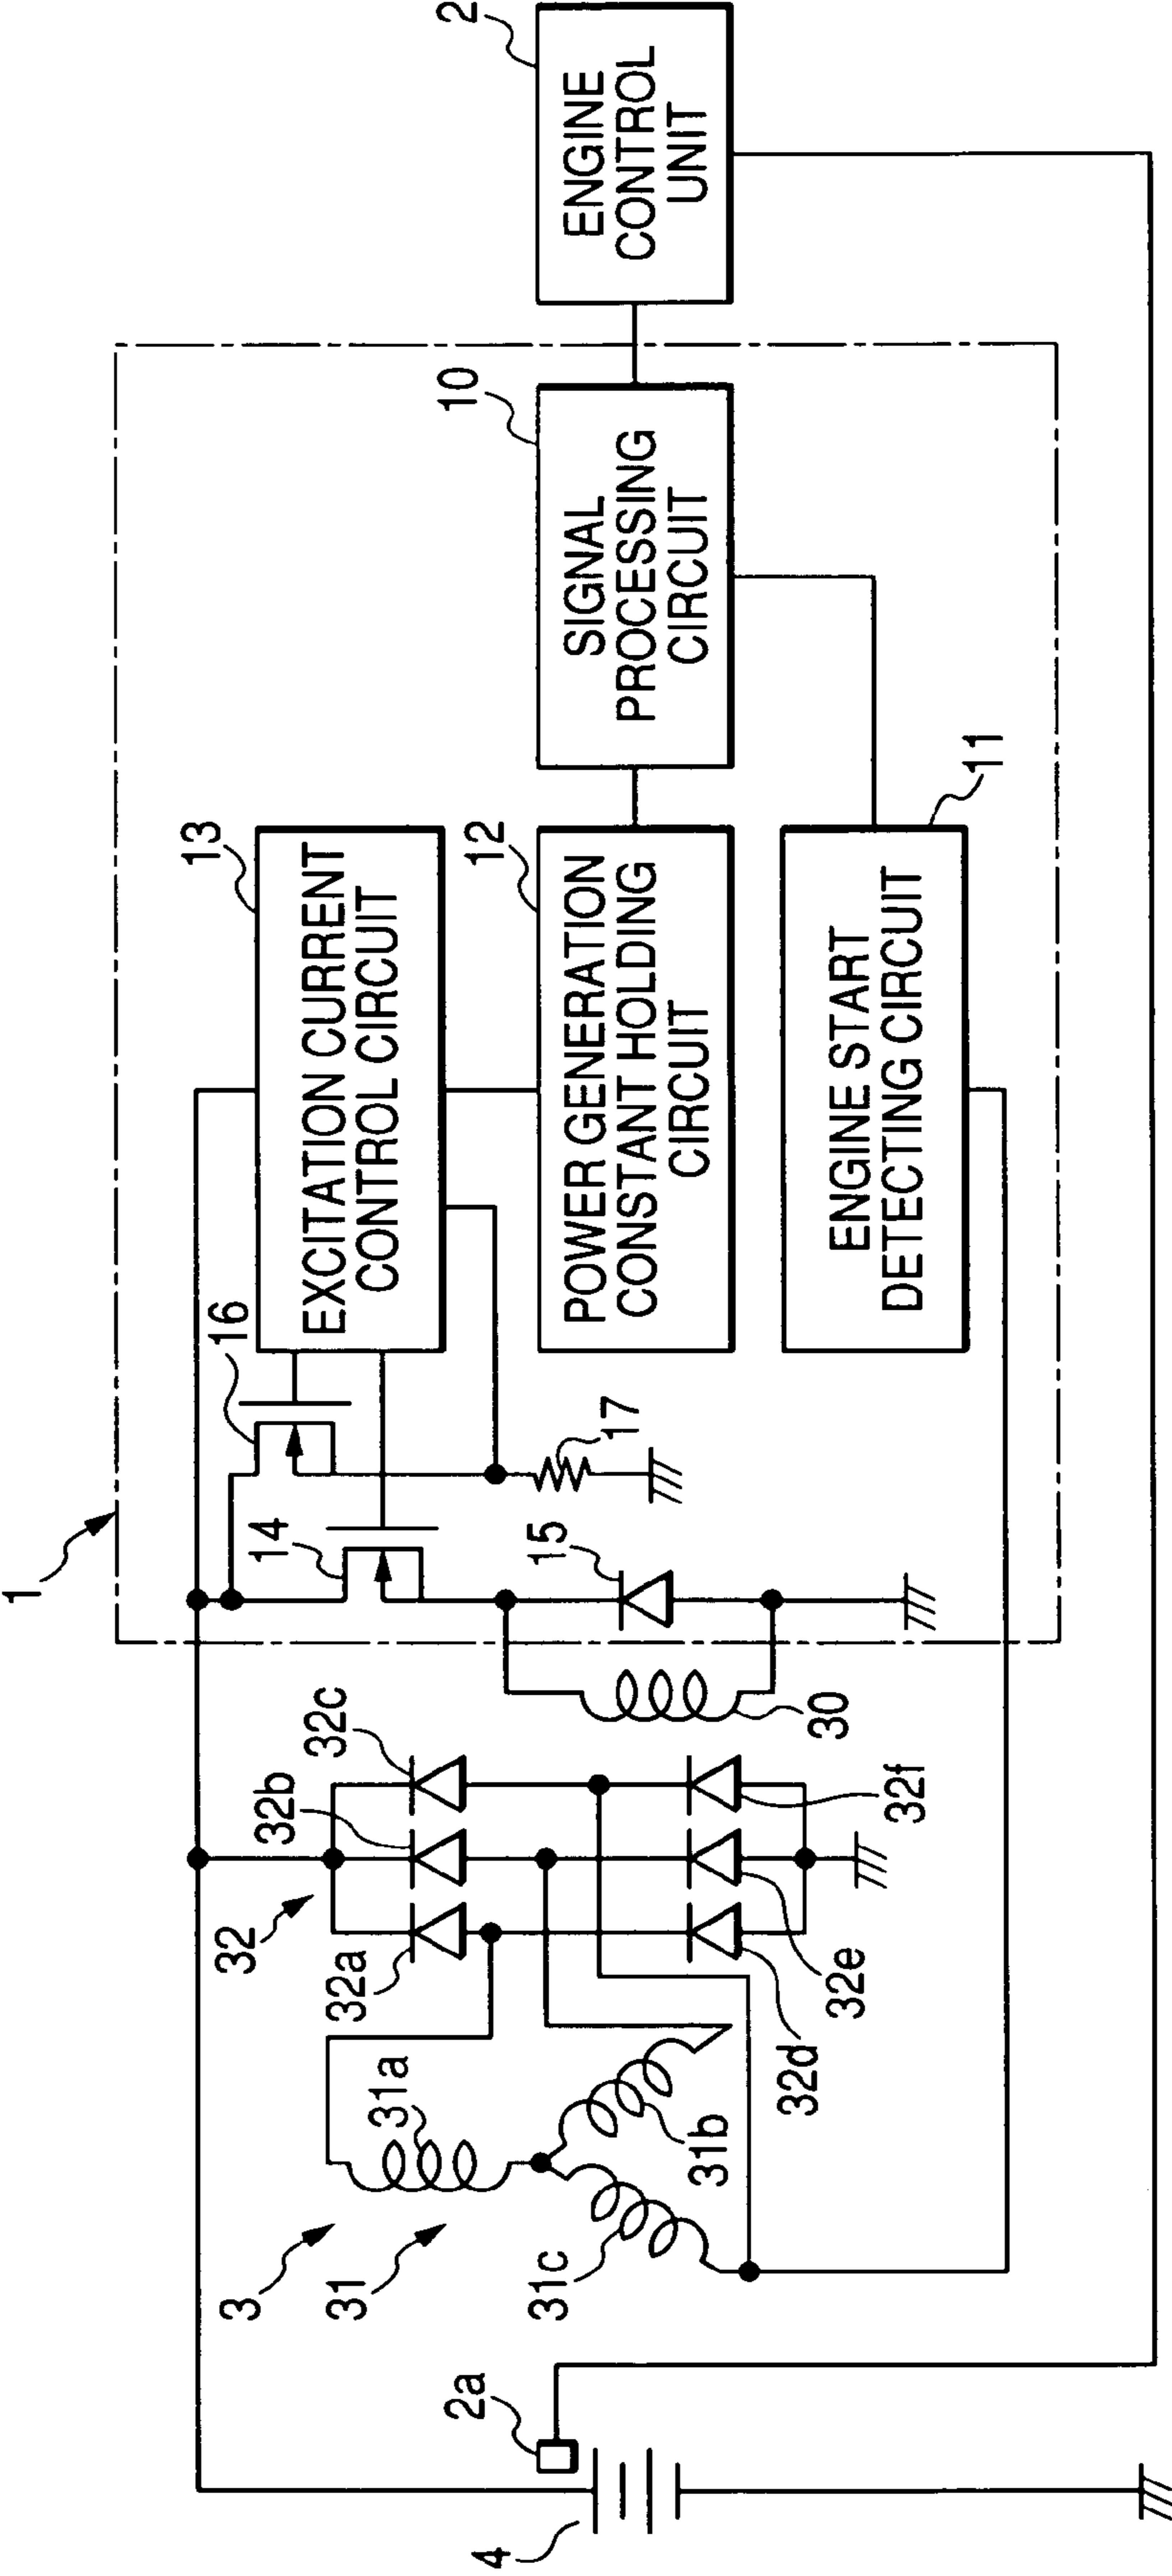 1
2
ENGINE
CONTROL
UNIT
10
SIGNAL
PROCESSING
CIRCUIT
13
EXCITATION CURRENT
CONTROL CIRCUIT
12
POWER GENERATION
CONSTANT HOLDING
CIRCUIT
11
ENGINE START
DETECTING CIRCUIT
16
14
17
15
30
32c
32b
32
32a
32f
32e
32d
31a
31b
31c
3
31
2a
4